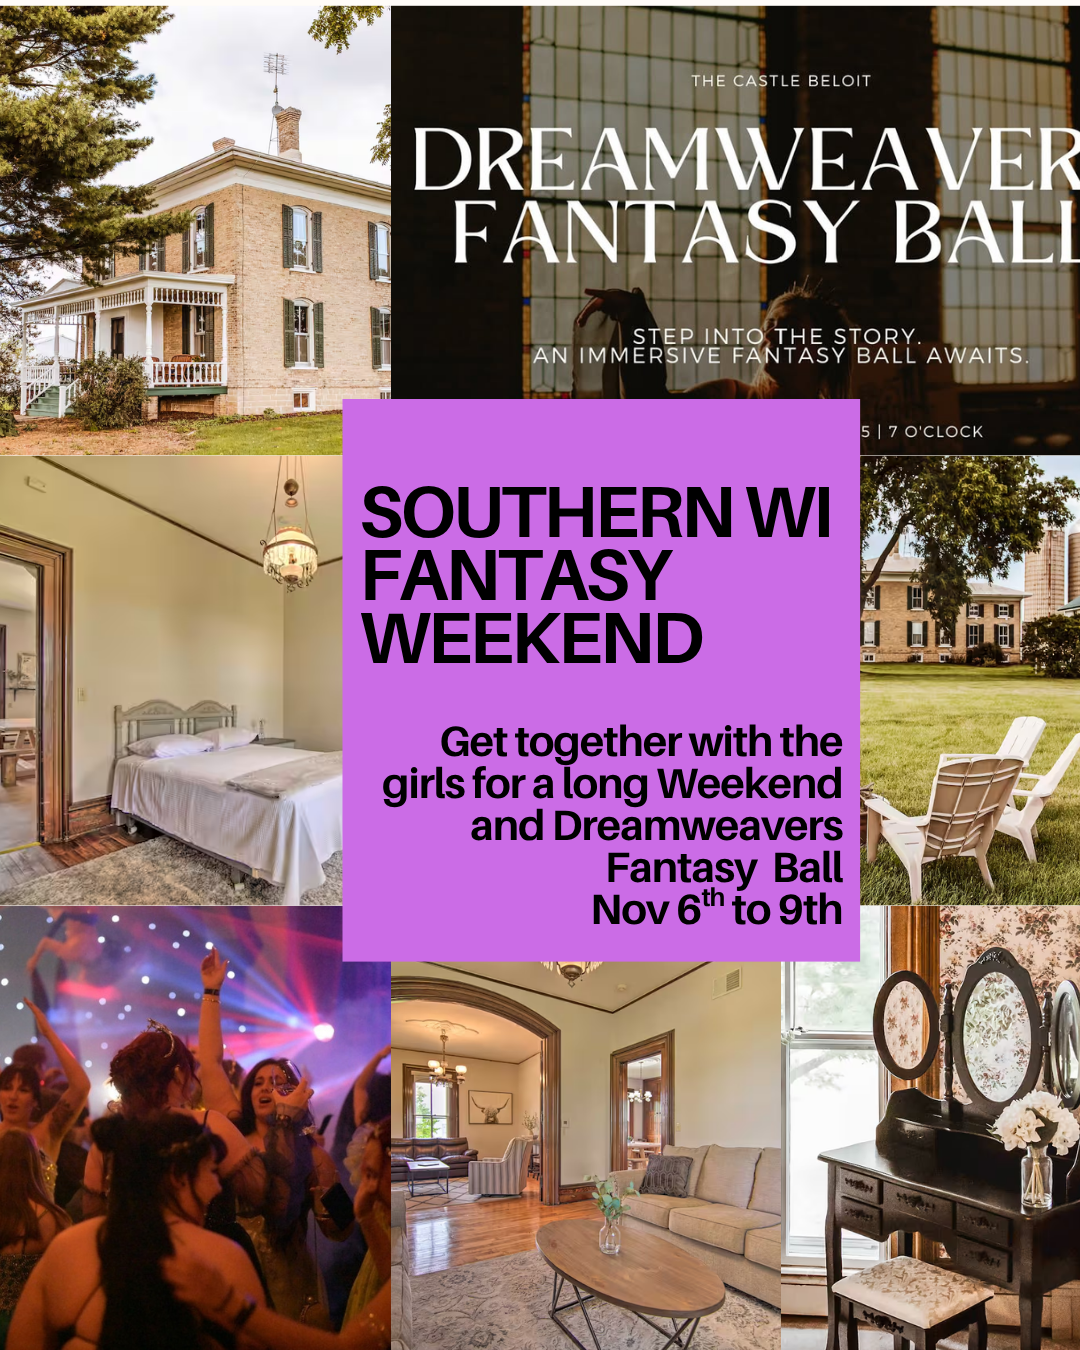 THE CASTLE BELOIT
DREAMWEAVER
FANTASY BALL
STEP INTO THE STORY.
AN IMMERSIVE FANTASY BALL AWAITS.
5 | 7 O'CLOCK
SOUTHERN WI
FANTASY
WEEKEND
Get together with the
girls for a long Weekend
and Dreamweavers
Fantasy Ball
Nov 6th to 9th